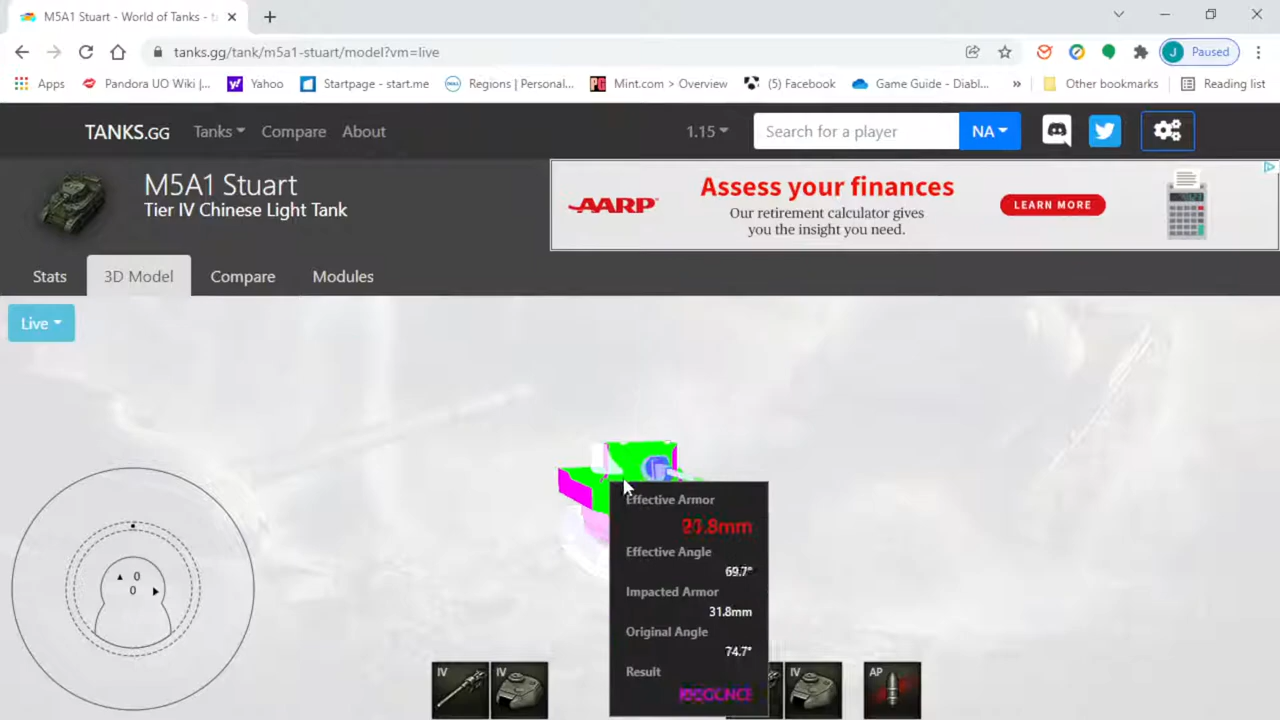 M5A1 Stuart - World of Tanks - t
tanks.gg/tank/m5a1-stuart/model?vm=live
J Paused
Apps Pandora UO Wiki |... Yahoo Startpage - start.me Regions | Personal... Mint.com > Overview (5) Facebook Game Guide - Diabl... » Other bookmarks Reading list
TANKS.GG Tanks Compare About 1.15 Search for a player NA
M5A1 Stuart
Tier IV Chinese Light Tank
AARP
Assess your finances
Our retirement calculator gives
you the insight you need.
LEARN MORE
Stats 3D Model Compare Modules
Live
Effective Armor
Effective Angle
69.7°
Impacted Armor
31.8mm
Original Angle
74.7°
Result
0
0
IV IV IV AP